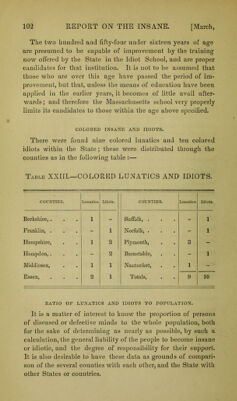 102 REPORT ON THE INSANE. [March,
The two hundred and fifty-four under sixteen years of age
are presumed to be capable of improvement by the training
now offered by the State in the Idiot School, and are proper
candidates for that institution. It is not to be assumed that
those who are over this age have passed the period of im-
provement, but that, unless the means of education have been
applied in the earlier years, it becomes of little avail after-
wards; and therefore the Massachusetts school very properly
limits its candidates to those within the age above specified.
COLORED INSANE AND IDIOTS.
There were found nine colored lunatics and ten colored
idiots within the State; these were distributed through the
counties as in the following table:—
TABLE XXIII.—COLORED LUNATICS AND IDIOTS.
COUNTIES. Lunatics. Idiots. COUNTIES. Lunatics. Idiots.
Berkshire, . . . 1 - Suffolk, . . . - 1
Franklin, . . . - 1 Norfolk, . . . - 1
Hampshire, . . 1 2 Plymouth, . . 3 -
Hampden, . . . - 2 Barnstable, . . - 1
Middlesex, . . 1 1 Nantucket, . . 1 -
Essex, . . . 2 1 Totals, . . 9 10
RATIO OF LUNATICS AND IDIOTS TO POPULATION.
It is a matter of interest to know the proportion of persons
of diseased or defective minds to the whole population, both
for the sake of determining as nearly as possible, by such a
calculation, the general liability of the people to become insane
or idiotic, and the degree of responsibility for their support.
It is also desirable to have these data as grounds of compari-
son of the several counties with each other, and the State with
other States or countries.